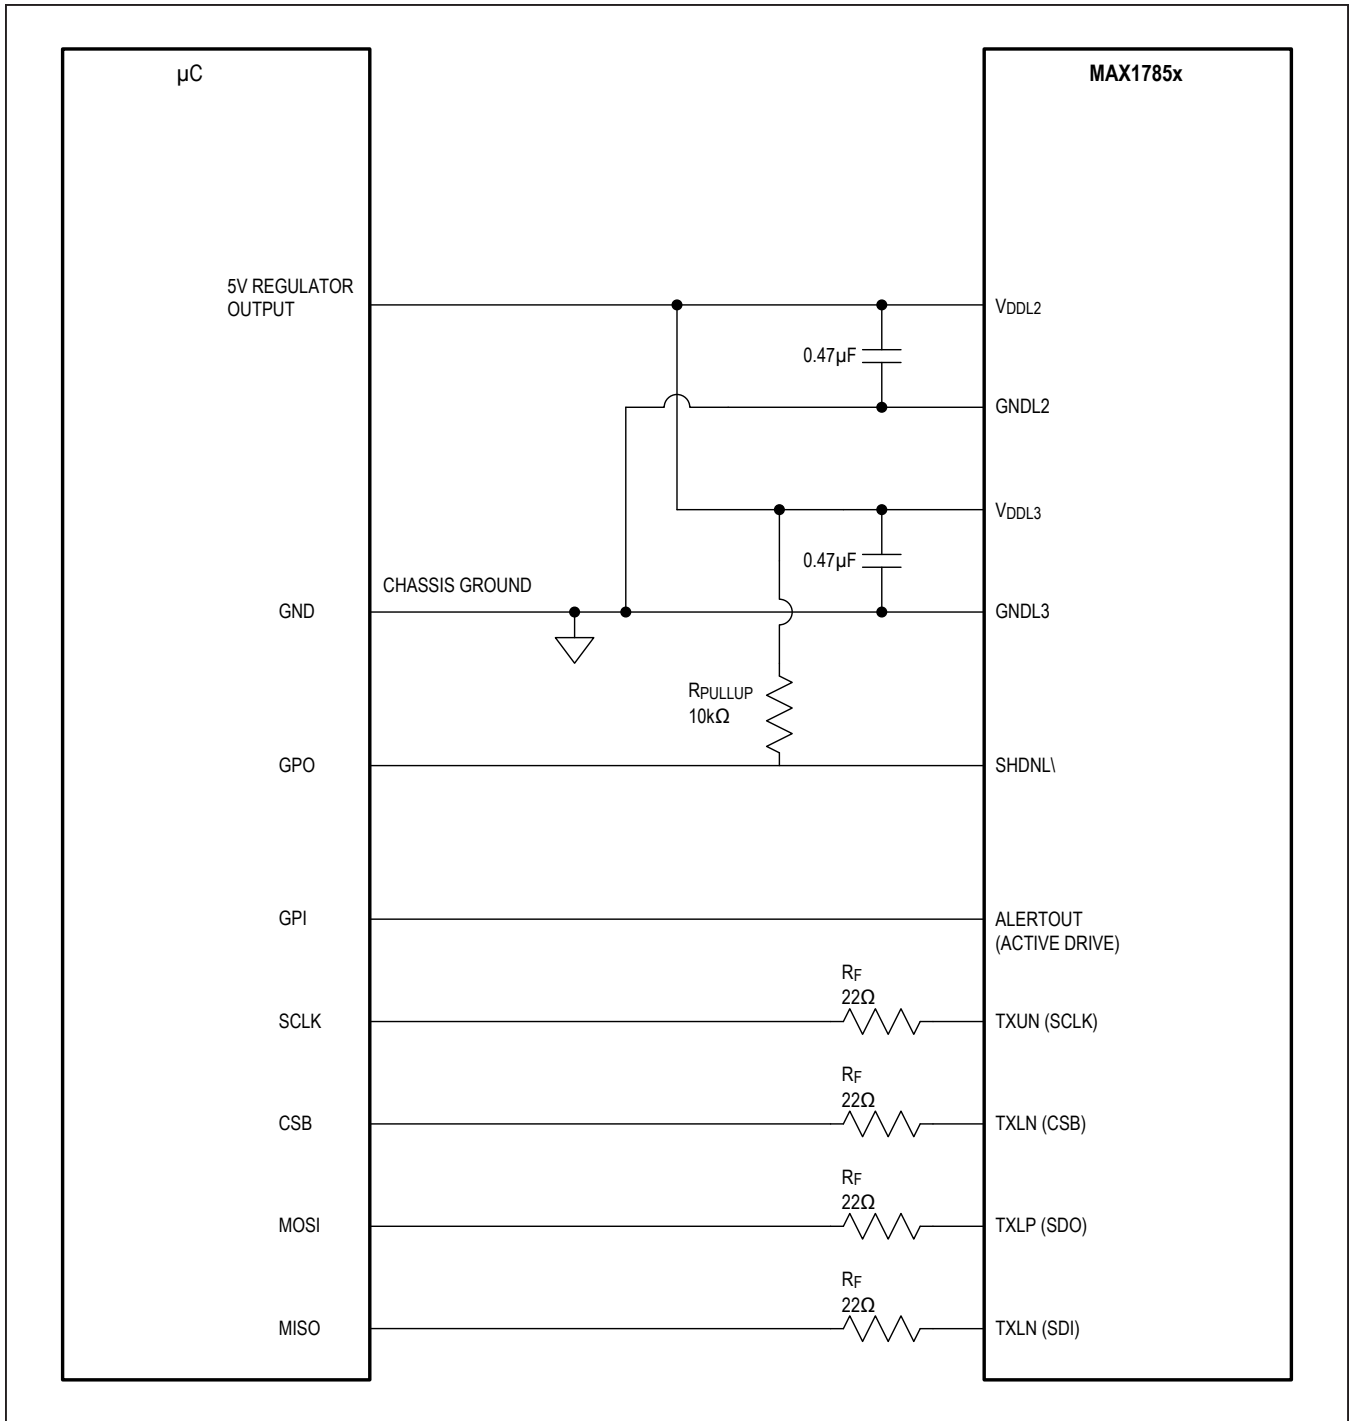 µC
MAX1785x
5V REGULATOR
OUTPUT
VDDL2
0.47µF
GNDL2
VDDL3
0.47µF
CHASSIS GROUND
GND
GNDL3
RPULLUP
10kΩ
GPO
SHDNL\
GPI
ALERTOUT
(ACTIVE DRIVE)
RF
22Ω
SCLK
TXUN (SCLK)
RF
22Ω
CSB
TXLN (CSB)
RF
22Ω
MOSI
TXLP (SDO)
RF
22Ω
MISO
TXLN (SDI)